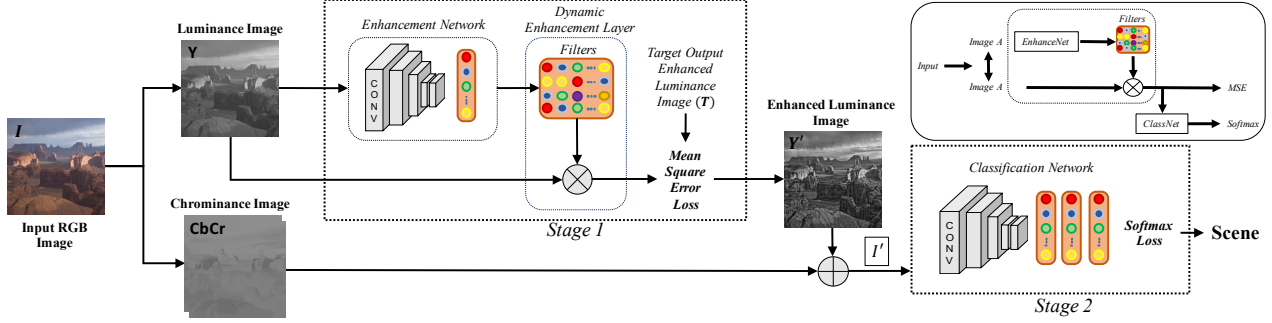 Luminance Image
Y
I
Input RGB
Image
Chrominance Image
CbCr
Enhancement Network
CONV
Dynamic
Enhancement Layer
Filters
Target Output
Enhanced
Luminance
Image (T)
Mean
Square
Error
Loss
Stage 1
Enhanced Luminance
Image
Y'
I'
Input
Image A
Image A
EnhanceNet
Filters
MSE
ClassNet
Softmax
Classification Network
CONV
Softmax
Loss
Scene
Stage 2